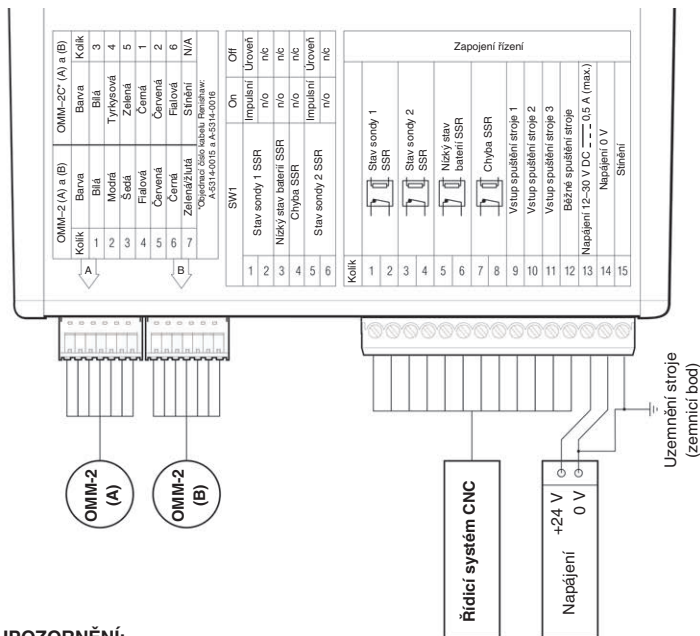 OMM–2 (A) a (B) OMM–2C* (A) a (B)
Kolík Barva Barva Kolík
1 Bílá Bílá 3
2 Modrá Tyrkysová 4
3 Šedá Zelená 5
4 Fialová Černá 1
5 Červená Červená 2
6 Černá Fialová 6
7 Zelená/žlutá Stínění N/A
*Objednací číslo kabelu Renishaw:
A-5314-0015 a A-5314-0016
A
B
SW1 On Off
1 Stav sondy 1 SSR Impulsní Úroveň
2 n/o n/c
3 Nízký stav baterií SSR n/o n/c
4 Chyba SSR n/o n/c
5 Stav sondy 2 SSR Impulsní Úroveň
6 n/o n/c
Kolík Zapojení řízení
1 2 Stav sondy 1
SSR
3 4 Stav sondy 2
SSR
5 6 Nízký stav
baterií SSR
7 8 Chyba SSR
9 Vstup spuštění stroje 1
10 Vstup spuštění stroje 2
11 Vstup spuštění stroje 3
12 Běžné spuštění stroje
13 Napájení 12–30 V DC 0,5 A (max.)
14 Napájení 0 V
15 Stínění
OMM-2
(A)
OMM-2
(B)
Řídicí systém CNC
Napájení
+24 V
0 V
Uzemnění stroje
(zemnicí bod)
UPOZORNĚNÍ: